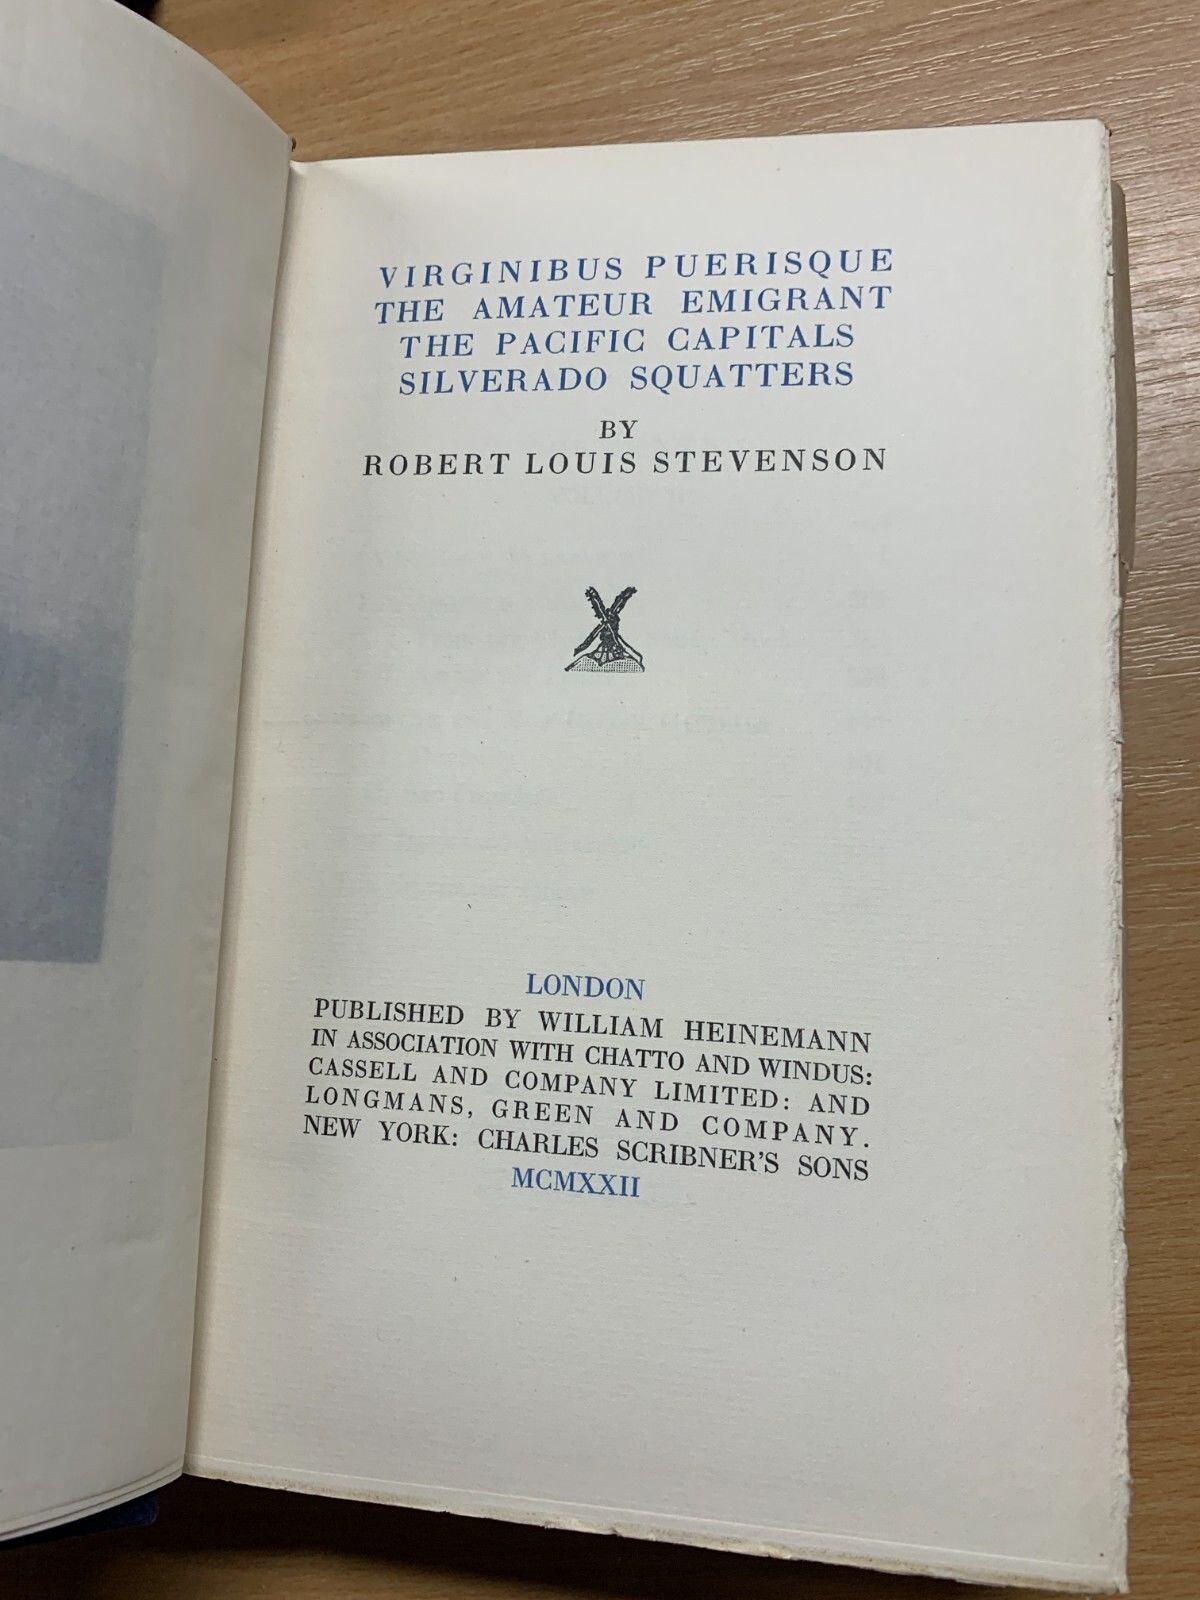 VIRGINIBUS PUERISQUE
THE AMATEUR EMIGRANT
THE PACIFIC CAPITALS
SILVERADO SQUATTERS
BY
ROBERT LOUIS STEVENSON
LONDON
PUBLISHED BY WILLIAM HEINEMANN
IN ASSOCIATION WITH CHATTO AND WINDUS:
CASSELL AND COMPANY LIMITED: AND
LONGMANS, GREEN AND COMPANY.
NEW YORK: CHARLES SCRIBNER'S SONS
MCMXXII